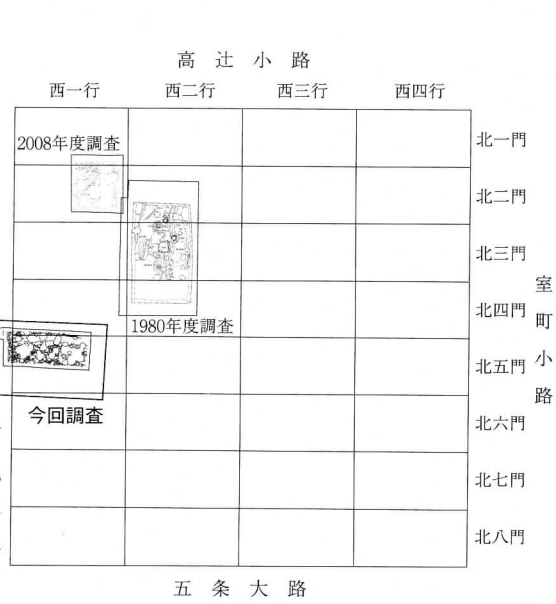 高辻小路
西一行 西二行 西三行 西四行
北一門
2008年度調査
北二門
北三門
室町小路
北四門
1980年度調査
北五門
今回調査
北六門
北七門
北八門
五条大路